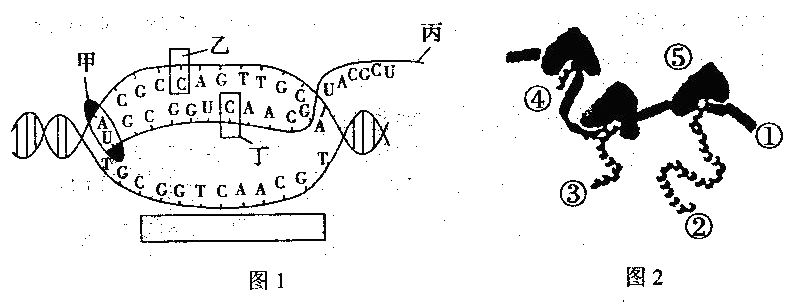 乙
丙
甲
A C G C C A G T T G C A
U G C G G U C A A C G U A C G C U
丁
T G C G G T C A A C G T
图1
⑤
④
①
③
②
图2